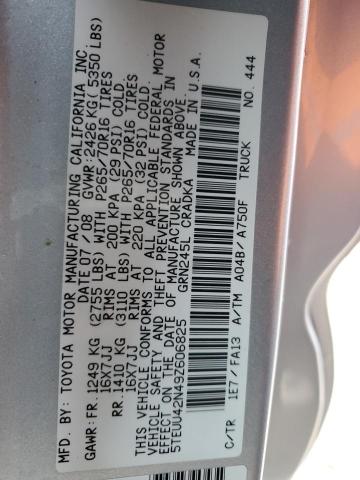 MFD. BY: TOYOTA MOTOR MANUFACTURING CALIFORNIA INC.
DATE: 07/08 GVWR: 2426 KG ( 5350 LBS)
GAWR: FR. 1249 KG (2755 LBS) WITH P265/70R16 TIRES
16X7JJ RIMS AT 200 KPA (29 PSI) COLD
RR. 1410 KG (3110 LBS) WITH P265/70R16 TIRES
16X7JJ RIMS AT 220 KPA (32 PSI) COLD
THIS VEHICLE CONFORMS TO ALL APPLICABLE FEDERAL MOTOR
VEHICLE SAFETY AND THEFT PREVENTION STANDARDS IN
EFFECT ON THE DATE OF MANUFACTURE SHOWN ABOVE.
5TEUU42N49Z606825 GRN245L CRADKA MADE IN U.S.A.
C/TR 1E7/FA13 A/TM A04B/A750F TRUCK
NO. 444